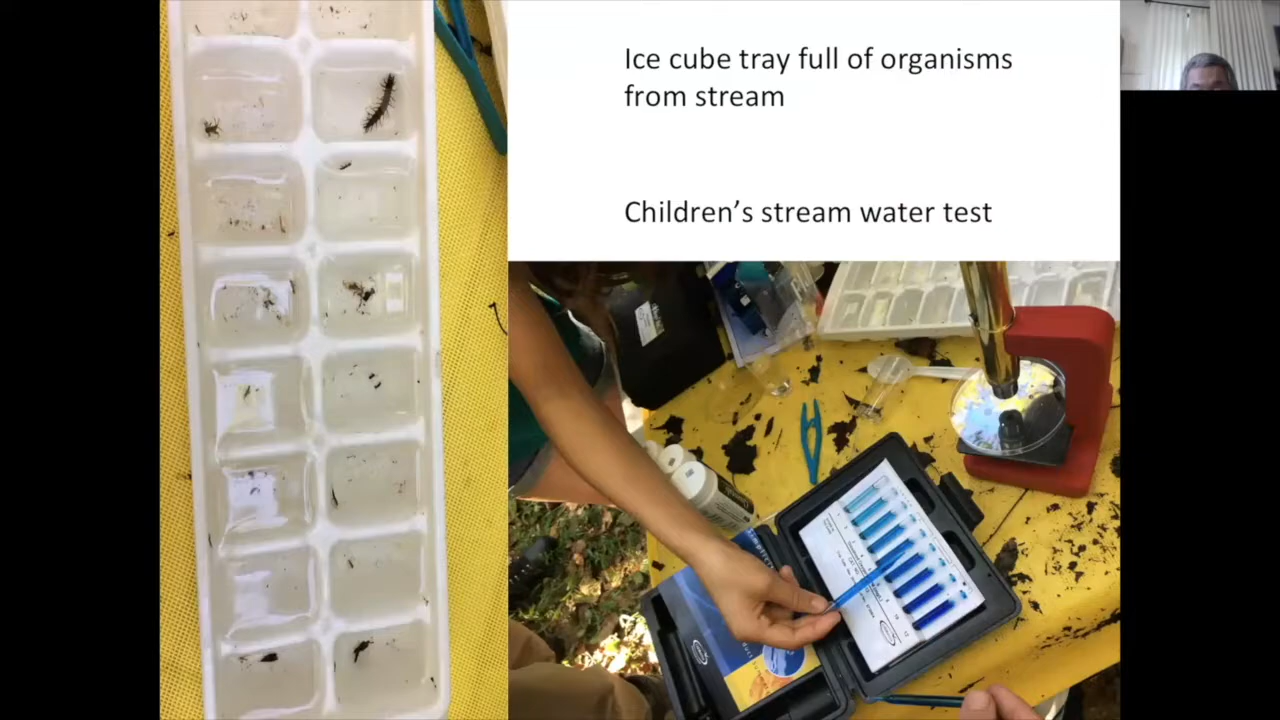 Ice cube tray full of organisms
from stream
Children’s stream water test